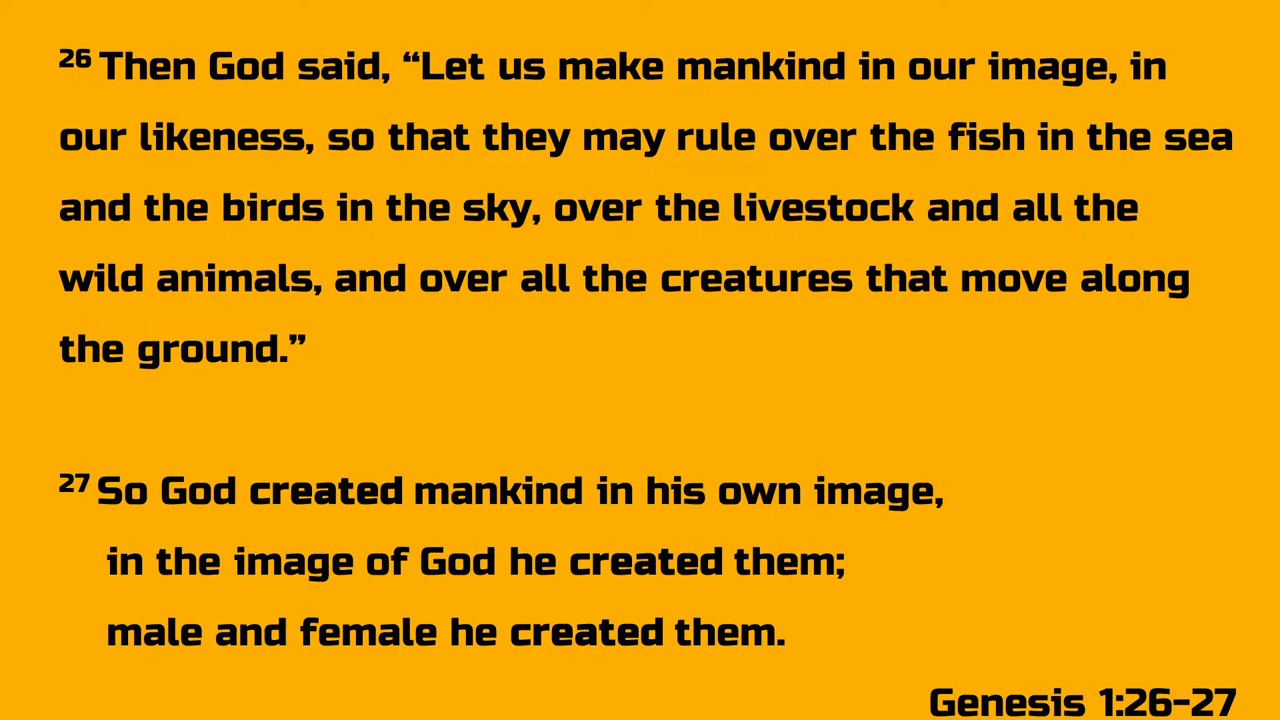 26 Then God said, “Let us make mankind in our image, in
our likeness, so that they may rule over the fish in the sea
and the birds in the sky, over the livestock and all the
wild animals, and over all the creatures that move along
the ground.”
27 So God created mankind in his own image,
in the image of God he created them;
male and female he created them.
Genesis 1:26-27